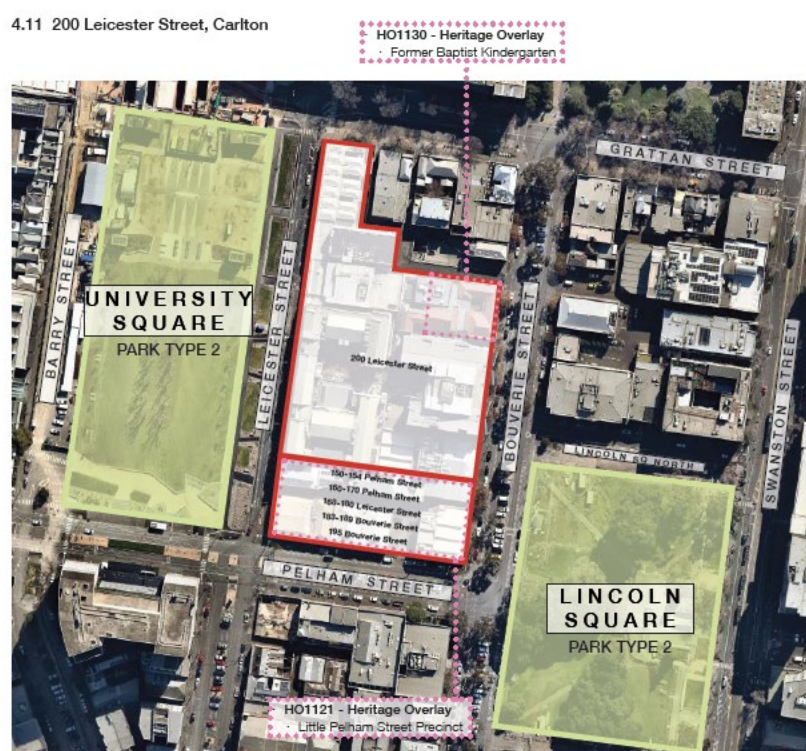 4.11 200 Leicester Street, Carlton
HO1130 - Heritage Overlay
· Former Baptist Kindergarten
GRATTAN STREET
BARRY STREET
UNIVERSITY
SQUARE
PARK TYPE 2
LEICESTER STREET
200 Leicester Street
BOUVERIE STREET
SWANSTON STREET
LINCOLN SQ NORTH
150-154 Pelham Street
166-170 Pelham Street
168-180 Leicester Street
183-189 Bouverie Street
195 Bouverie Street
PELHAM STREET
LINCOLN
SQUARE
PARK TYPE 2
HO1121 - Heritage Overlay
· Little Pelham Street Precinct